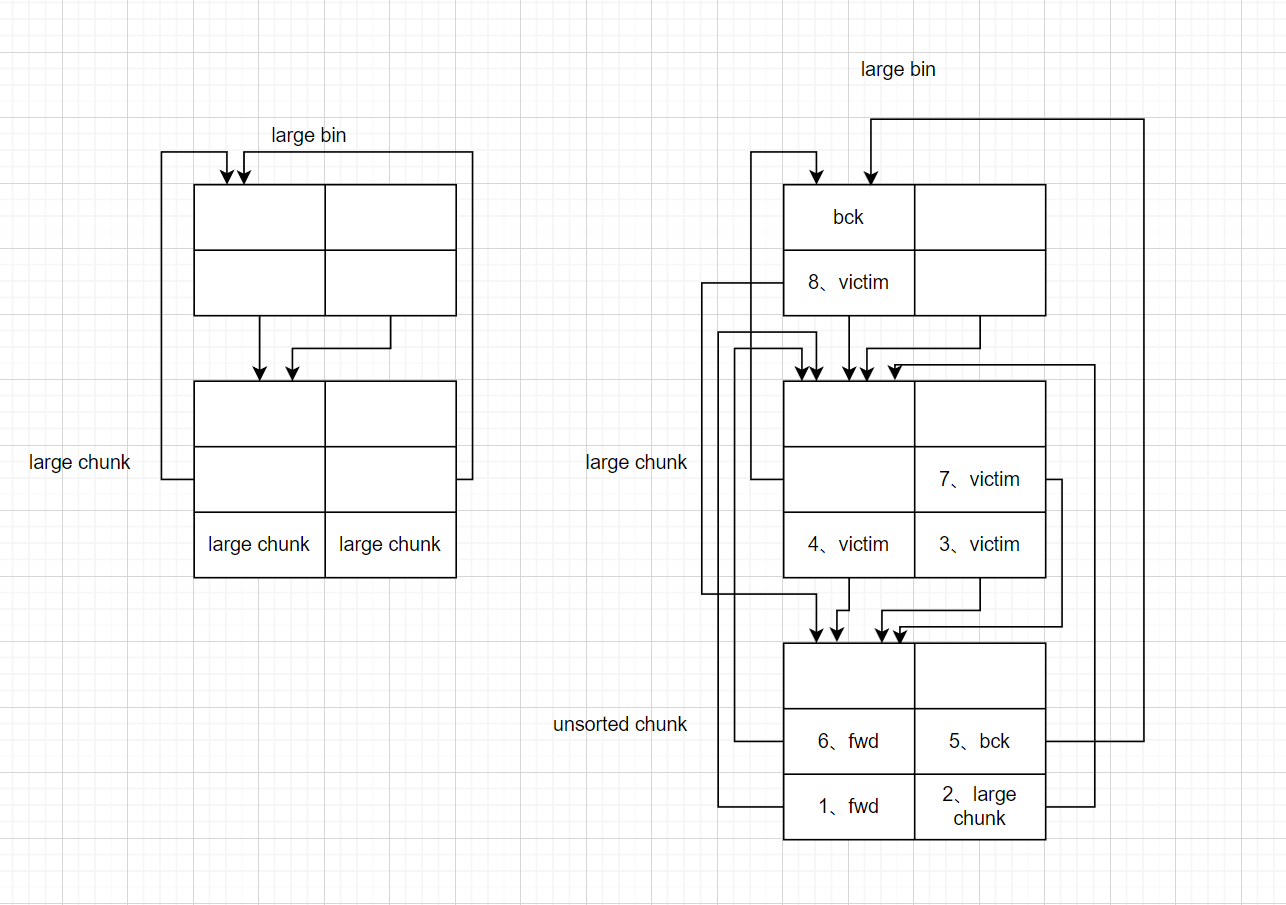 large bin
large chunk
large chunk
large chunk
large bin
bck
8、victim
large chunk
7、victim
4、victim
3、victim
unsorted chunk
6、fwd
5、bck
1、fwd
2、large
chunk